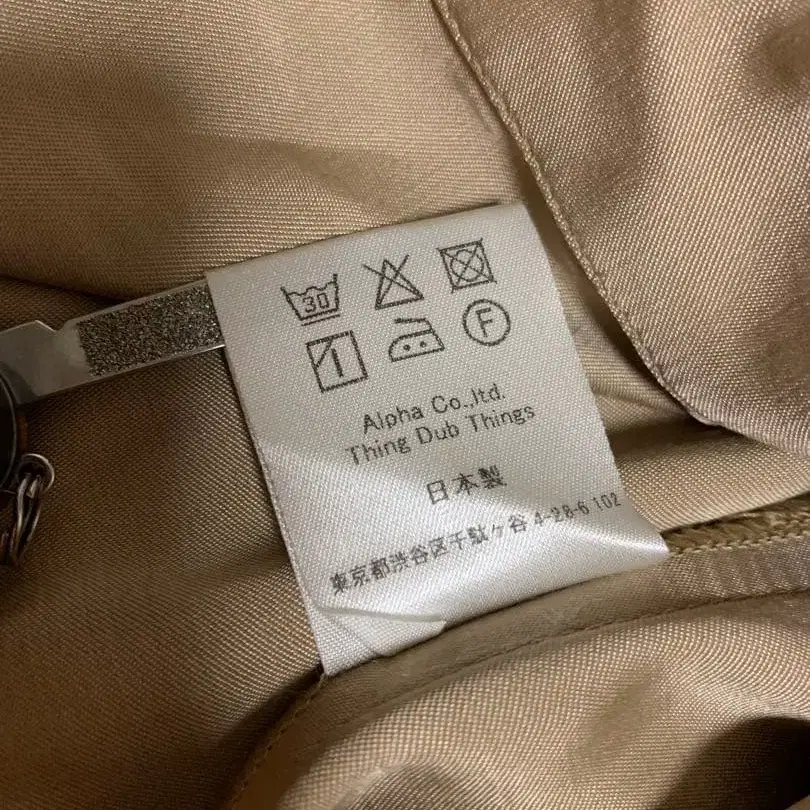 30
F
Alpha Co.,ltd.
Thing Dub Things
日本製
東京都渋谷区千駄ヶ谷 4-28-6 102